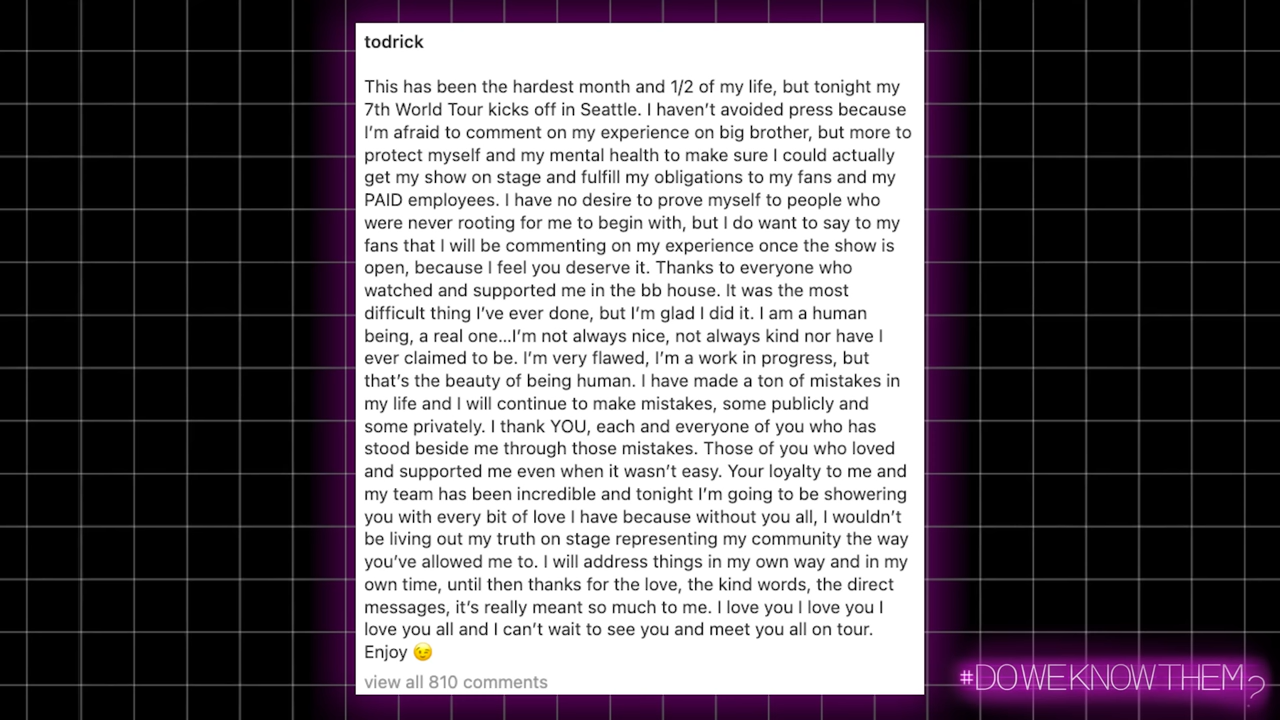 todrick
This has been the hardest month and 1/2 of my life, but tonight my
7th World Tour kicks off in Seattle. I haven't avoided press because
I'm afraid to comment on my experience on big brother, but more to
protect myself and my mental health to make sure I could actually
get my show on stage and fulfill my obligations to my fans and my
PAID employees. I have no desire to prove myself to people who
were never rooting for me to begin with, but I do want to say to my
fans that I will be commenting on my experience once the show is
open, because I feel you deserve it. Thanks to everyone who
watched and supported me in the bb house. It was the most
difficult thing I've ever done, but I'm glad I did it. I am a human
being, a real one...I'm not always nice, not always kind nor have I
ever claimed to be. I'm very flawed, I'm a work in progress, but
that's the beauty of being human. I have made a ton of mistakes in
my life and I will continue to make mistakes, some publicly and
some privately. I thank YOU, each and everyone of you who has
stood beside me through those mistakes. Those of you who loved
and supported me even when it wasn't easy. Your loyalty to me and
my team has been incredible and tonight I'm going to be showering
you with every bit of love I have because without you all, I wouldn't
be living out my truth on stage representing my community the way
you've allowed me to. I will address things in my own way and in my
own time, until then thanks for the love, the kind words, the direct
messages, it's really meant so much to me. I love you I love you I
love you all and I can't wait to see you and meet you all on tour.
Enjoy 😉
view all 810 comments
#DOWEKNOWTHEM?